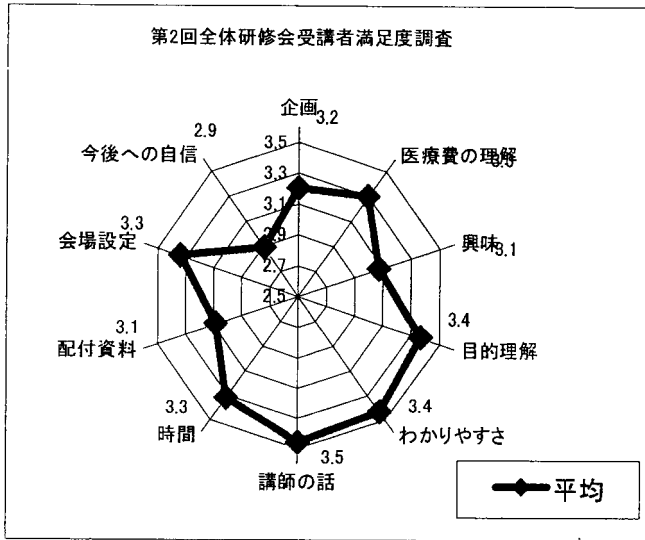 第2回全体研修会受講者満足度調査
企画
3.2
医療費の理解
興味
3.1
目的理解
3.4
わかりやすさ
3.4
講師の話
3.5
時間
3.3
配付資料
3.1
会場設定
3.3
今後への自信
2.9
3.5
3.3
3.1
2.9
2.7
2.5
平均